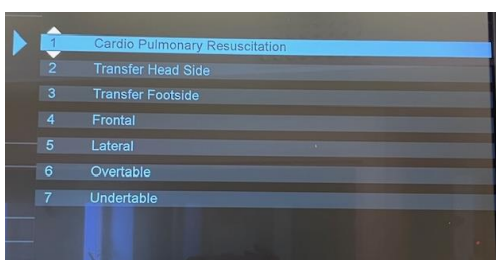 1 Cardio Pulmonary Resuscitation
2 Transfer Head Side
3 Transfer Footside
4 Frontal
5 Lateral
6 Overtable
7 Undertable